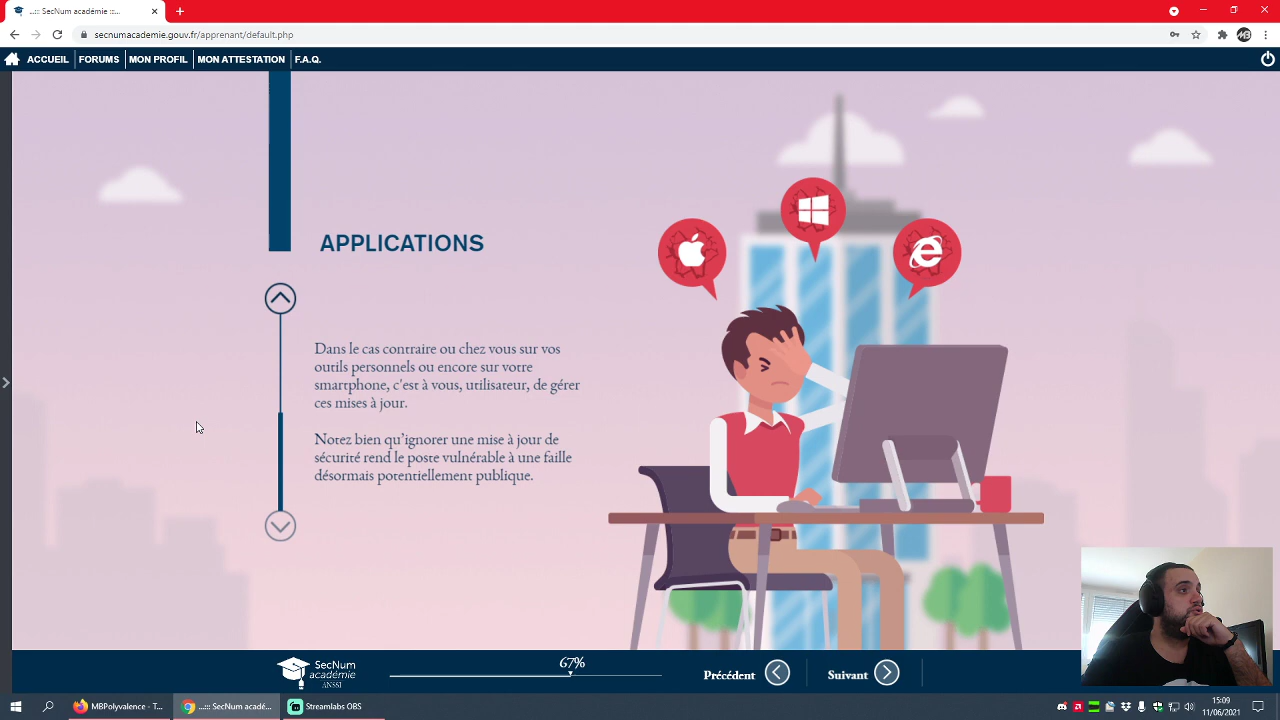 ..::: SecNum académie :::..
secnumacademie.gouv.fr/apprenant/default.php
ACCUEIL
FORUMS
MON PROFIL
MON ATTESTATION
F.A.Q.
APPLICATIONS
Dans le cas contraire ou chez vous sur vos
outils personnels ou encore sur votre
smartphone, c'est à vous, utilisateur, de gérer
ces mises à jour.
Notez bien qu'ignorer une mise à jour de
sécurité rend le poste vulnérable à une faille
désormais potentiellement publique.
SecNum
académie
ANSSI
67%
Précédent
Suivant
MBPolyvalence - T...
..::: SecNum acadé...
Streamlabs OBS
15:09
11/06/2021